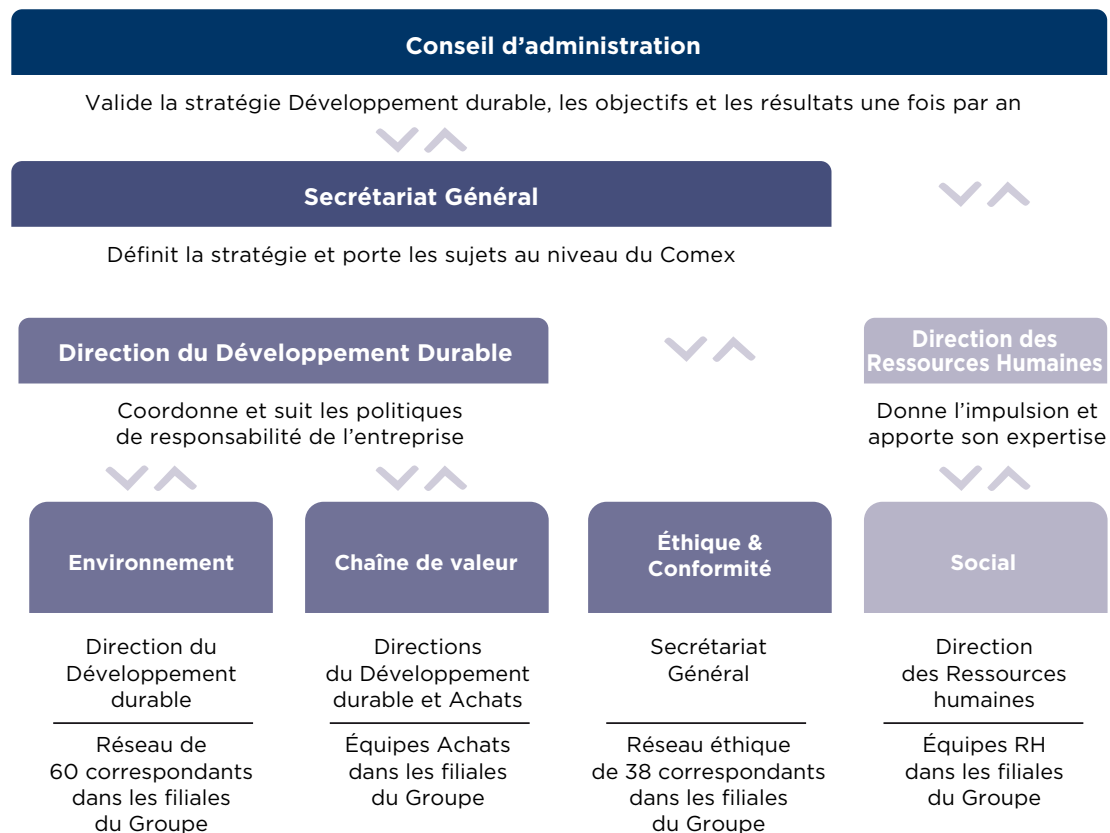 Conseil d’administration
Valide la stratégie Développement durable, les objectifs et les résultats une fois par an
Secrétariat Général
Définit la stratégie et porte les sujets au niveau du Comex
Direction du Développement Durable
Coordonne et suit les politiques
de responsabilité de l’entreprise
Direction des
Ressources Humaines
Donne l’impulsion et
apporte son expertise
Environnement
Direction du
Développement
durable
Réseau de
60 correspondants
dans les filiales
du Groupe
Chaîne de valeur
Directions
du Développement
durable et Achats
Équipes Achats
dans les filiales
du Groupe
Éthique &
Conformité
Secrétariat
Général
Réseau éthique
de 38 correspondants
dans les filiales
du Groupe
Social
Direction
des Ressources
humaines
Équipes RH
dans les filiales
du Groupe